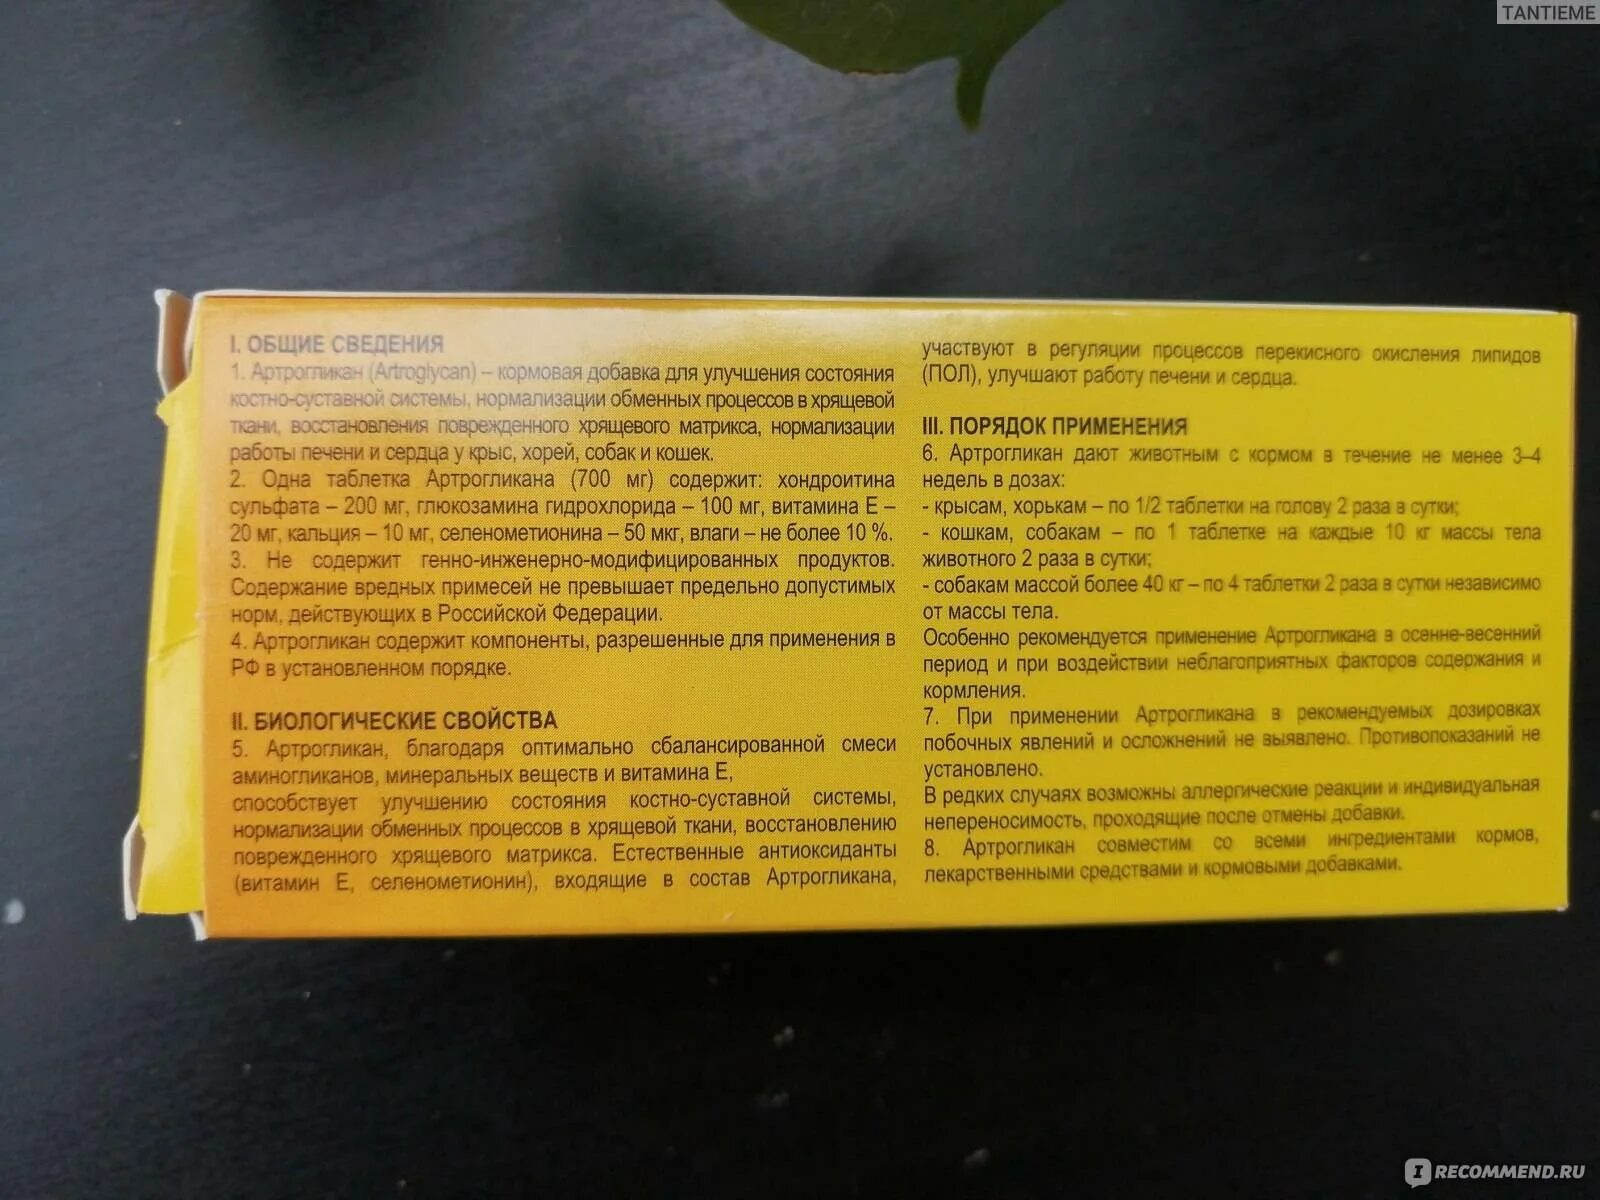 TANTIEME
I. ОБЩИЕ СВЕДЕНИЯ
1. Артрогликан (Artroglycan) – кормовая добавка для улучшения состояния
костно-суставной системы, нормализации обменных процессов в хрящевой
ткани, восстановления поврежденного хрящевого матрикса, нормализации
работы печени и сердца у крыс, хорей, собак и кошек.
2. Одна таблетка Артрогликана (700 мг) содержит: хондроитина
сульфата – 200 мг, глюкозамина гидрохлорида – 100 мг, витамина Е –
20 мг, кальция – 10 мг, селенометионина – 50 мкг, влаги – не более 10 %.
3. Не содержит генно-инженерно-модифицированных продуктов.
Содержание вредных примесей не превышает предельно допустимых
норм, действующих в Российской Федерации.
4. Артрогликан содержит компоненты, разрешенные для применения в
РФ в установленном порядке.
II. БИОЛОГИЧЕСКИЕ СВОЙСТВА
5. Артрогликан, благодаря оптимально сбалансированной смеси
аминогликанов, минеральных веществ и витамина Е,
способствует улучшению состояния костно-суставной системы,
нормализации обменных процессов в хрящевой ткани, восстановлению
поврежденного хрящевого матрикса. Естественные антиоксиданты
(витамин Е, селенометионин), входящие в состав Артрогликана,
участвуют в регуляции процессов перекисного окисления липидов
(ПОЛ), улучшают работу печени и сердца.
III. ПОРЯДОК ПРИМЕНЕНИЯ
6. Артрогликан дают животным с кормом в течение не менее 3–4
недель в дозах:
- крысам, хорькам – по 1/2 таблетки на голову 2 раза в сутки;
- кошкам, собакам – по 1 таблетке на каждые 10 кг массы тела
животного 2 раза в сутки;
- собакам массой более 40 кг – по 4 таблетки 2 раза в сутки независимо
от массы тела.
Особенно рекомендуется применение Артрогликана в осенне-весенний
период и при воздействии неблагоприятных факторов содержания и
кормления.
7. При применении Артрогликана в рекомендуемых дозировках
побочных явлений и осложнений не выявлено. Противопоказаний не
установлено.
В редких случаях возможны аллергические реакции и индивидуальная
непереносимость, проходящие после отмены добавки.
8. Артрогликан совместим со всеми ингредиентами кормов,
лекарственными средствами и кормовыми добавками.
IRECOMMEND.RU